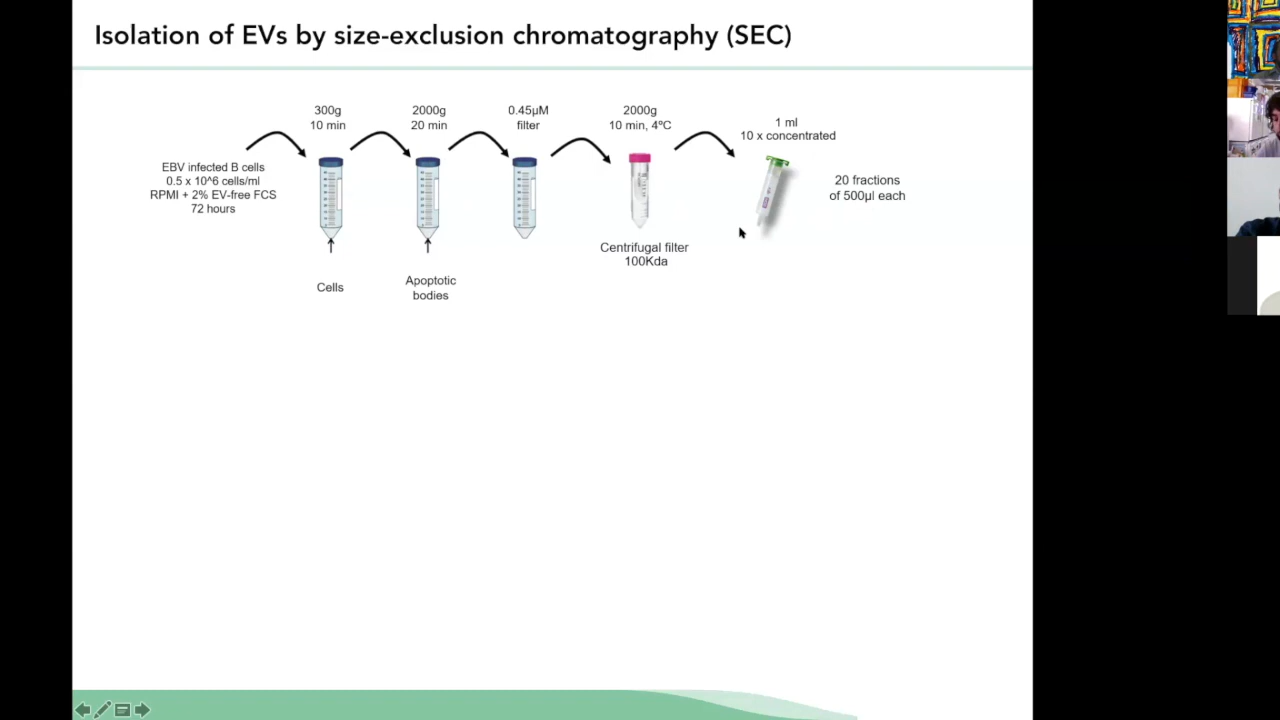 Isolation of EVs by size-exclusion chromatography (SEC)
EBV infected B cells
0.5 x 10^6 cells/ml
RPMI + 2% EV-free FCS
72 hours
300g
10 min
Cells
2000g
20 min
Apoptotic
bodies
0.45µM
filter
2000g
10 min, 4ºC
Centrifugal filter
100Kda
1 ml
10 x concentrated
20 fractions
of 500µl each